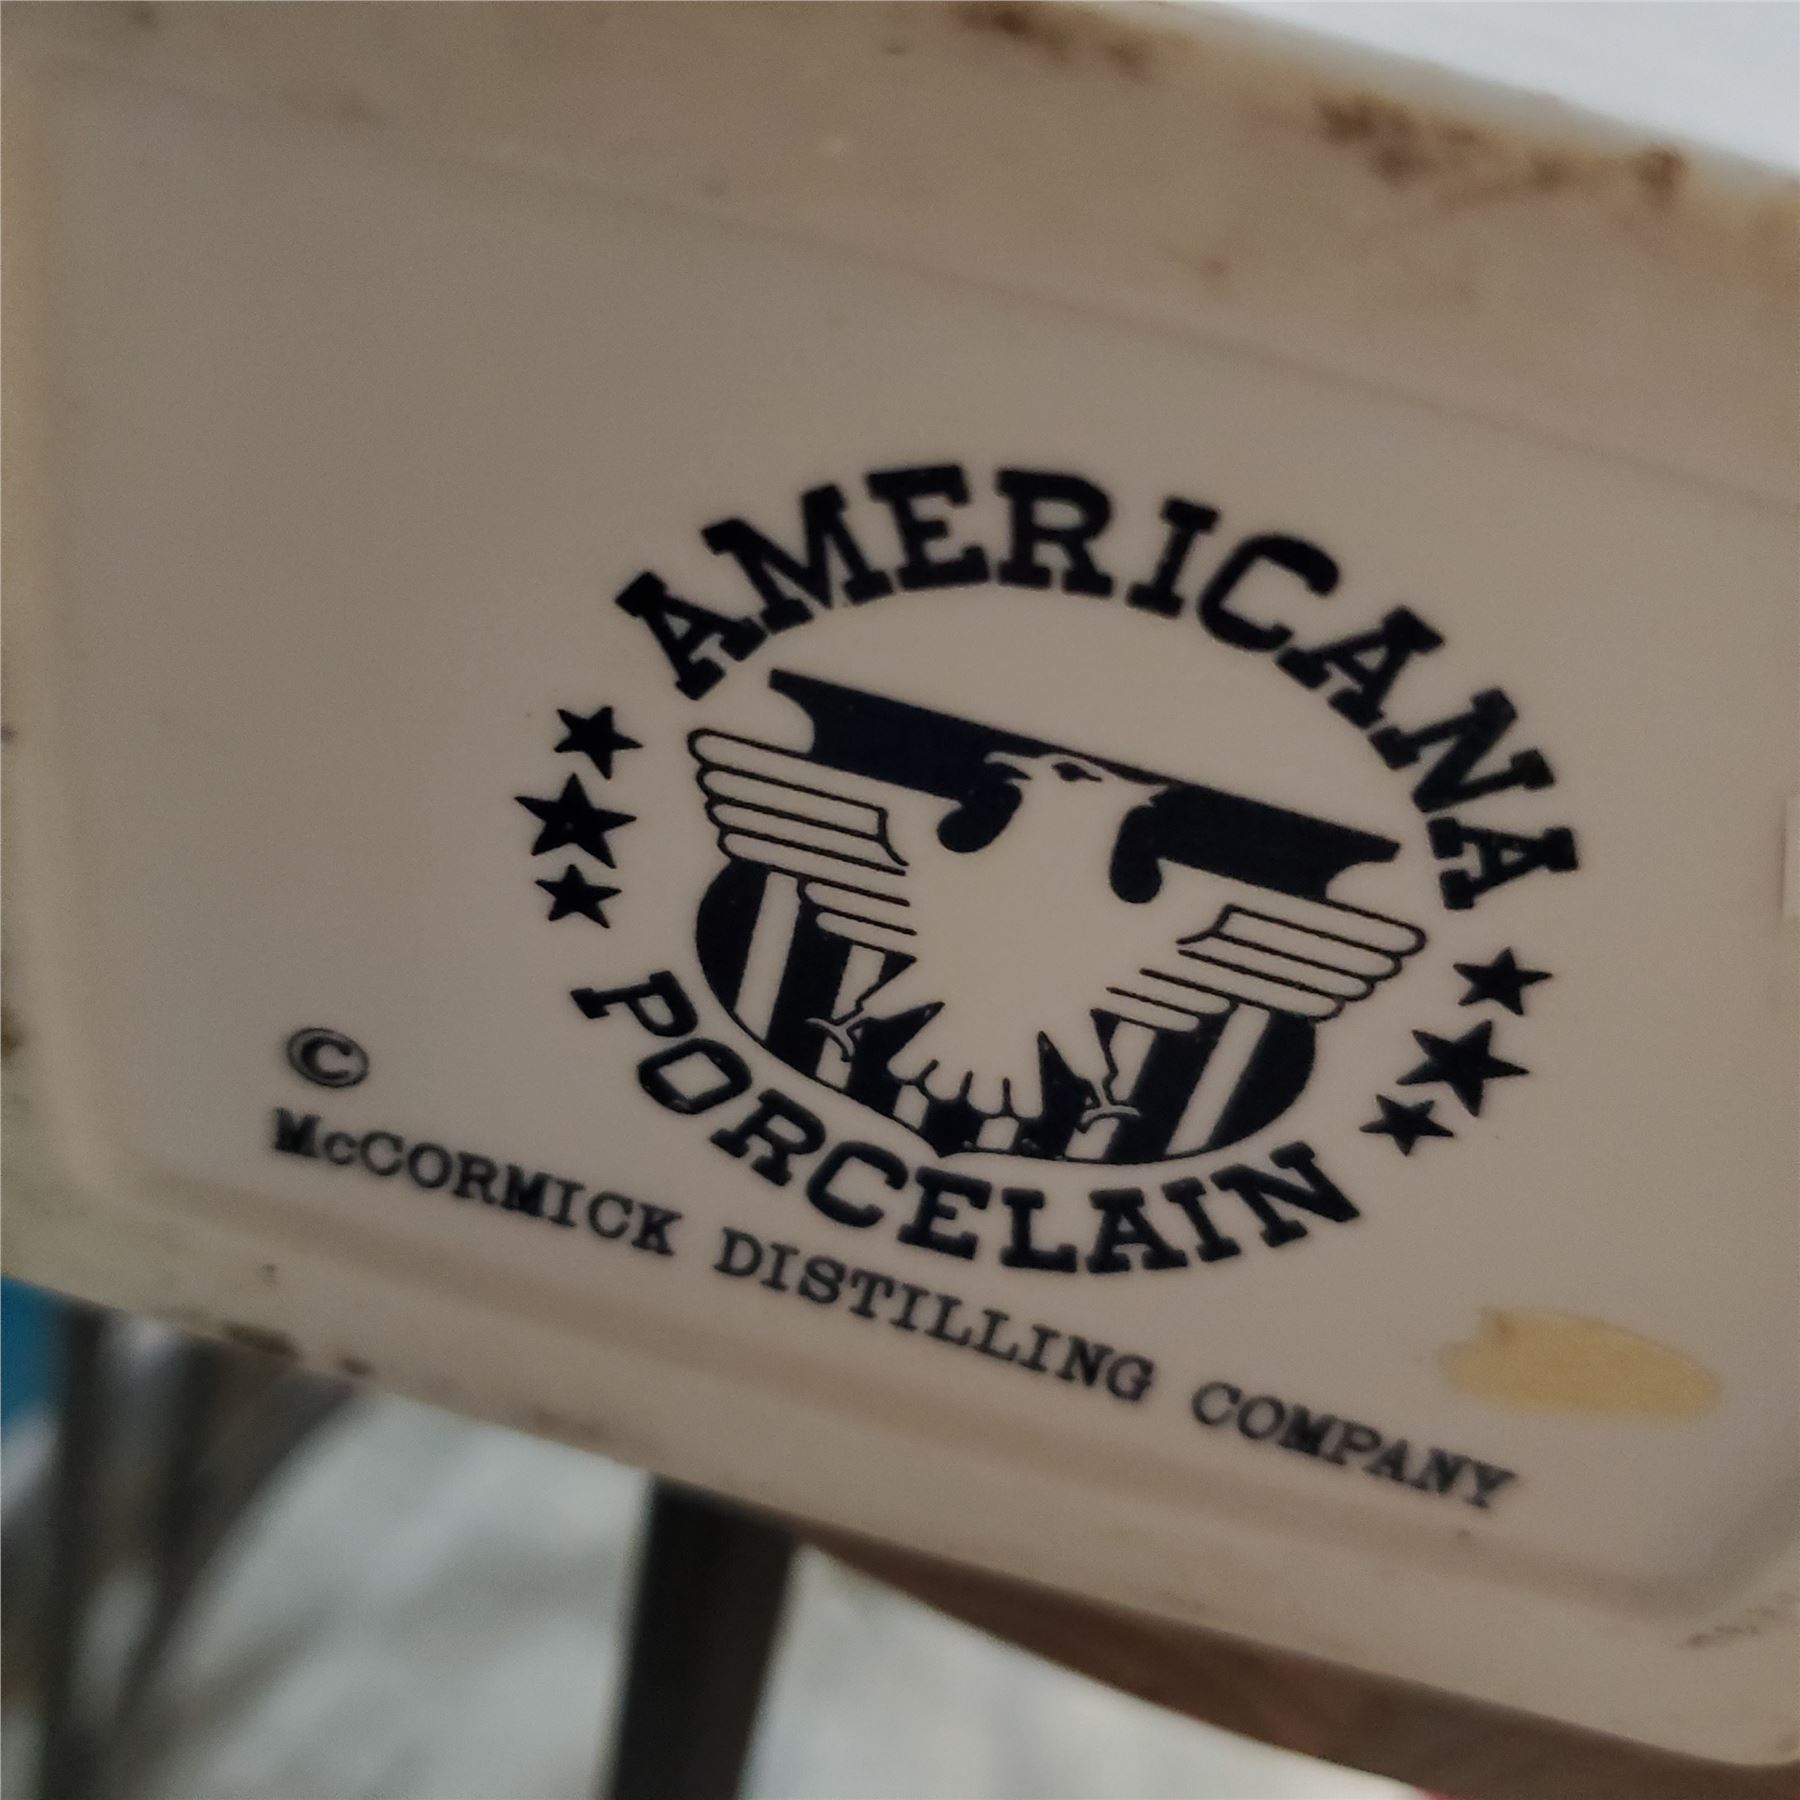 AMERICANA
PORCELAIN
©
McCORMICK DISTILLING COMPANY